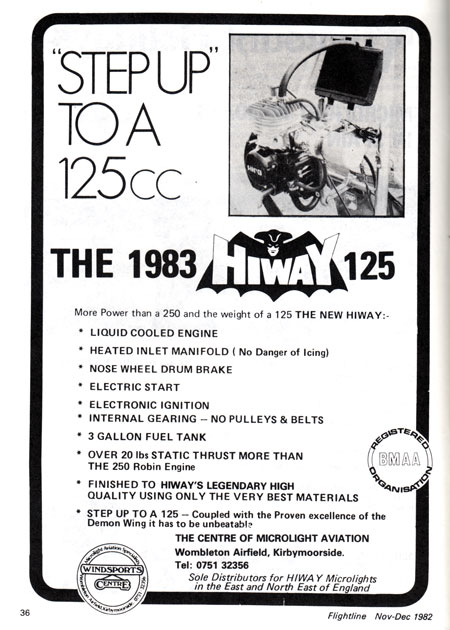 "STEP UP"
TO A
125CC
THE 1983 HIWAY 125
More Power than a 250 and the weight of a 125 THE NEW HIWAY:-
* LIQUID COOLED ENGINE
* HEATED INLET MANIFOLD ( No Danger of Icing)
* NOSE WHEEL DRUM BRAKE
* ELECTRIC START
* ELECTRONIC IGNITION
* INTERNAL GEARING — NO PULLEYS & BELTS
* 3 GALLON FUEL TANK
* OVER 20 lbs STATIC THRUST MORE THAN
THE 250 Robin Engine
* FINISHED TO HIWAY'S LEGENDARY HIGH
QUALITY USING ONLY THE VERY BEST MATERIALS
* STEP UP TO A 125 — Coupled with the Proven excellence of the
Demon Wing it has to be unbeatable
REGISTERED
BMAA
ORGANISATION
THE CENTRE OF MICROLIGHT AVIATION
Wombleton Airfield, Kirbymoorside.
Tel: 0751 32356
Sole Distributors for HIWAY Microlights
in the East and North East of England
Microlight Aviation Specialists
WINDSPORTS
CENTRE
36
Flightline Nov-Dec 1982